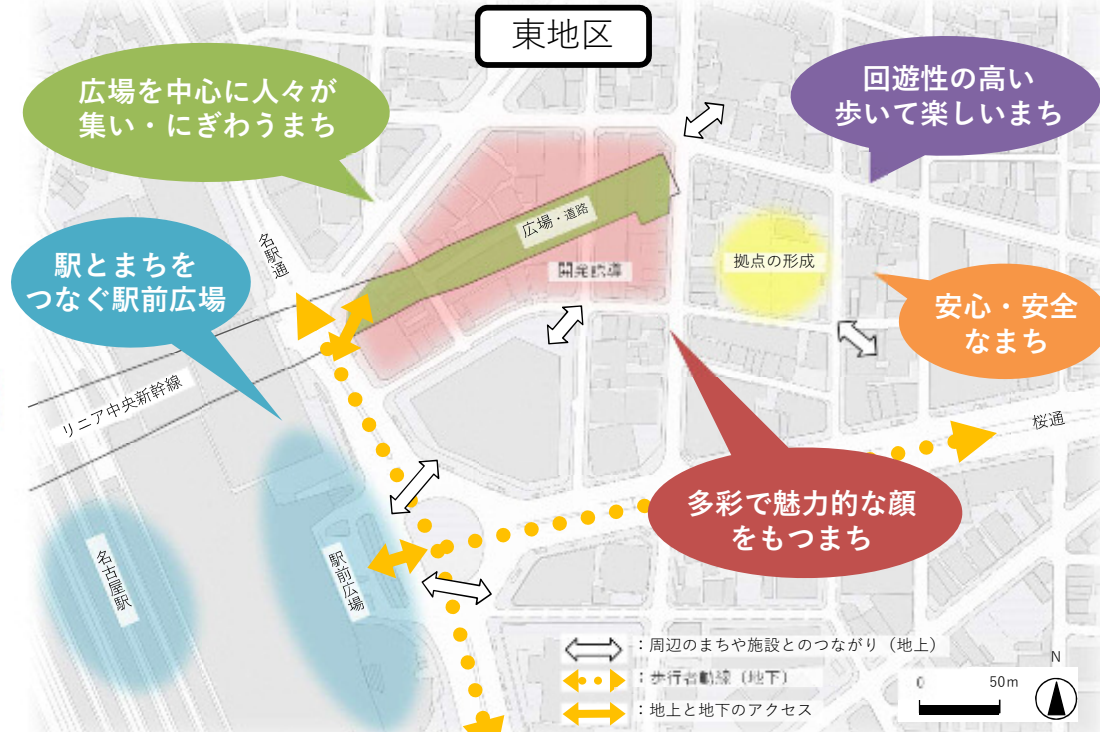 東地区
広場を中心に人々が
集い・にぎわうまち
回遊性の高い
歩いて楽しいまち
広場・道路
名駅通
開発誘導
拠点の形成
駅とまちを
つなぐ駅前広場
安心・安全
なまち
リニア中央新幹線
桜通
多彩で魅力的な顔
をもつまち
名古屋駅
駅前広場
：周辺のまちや施設とのつながり（地上）
：歩行者動線（地下）
：地上と地下のアクセス
0 50m
N